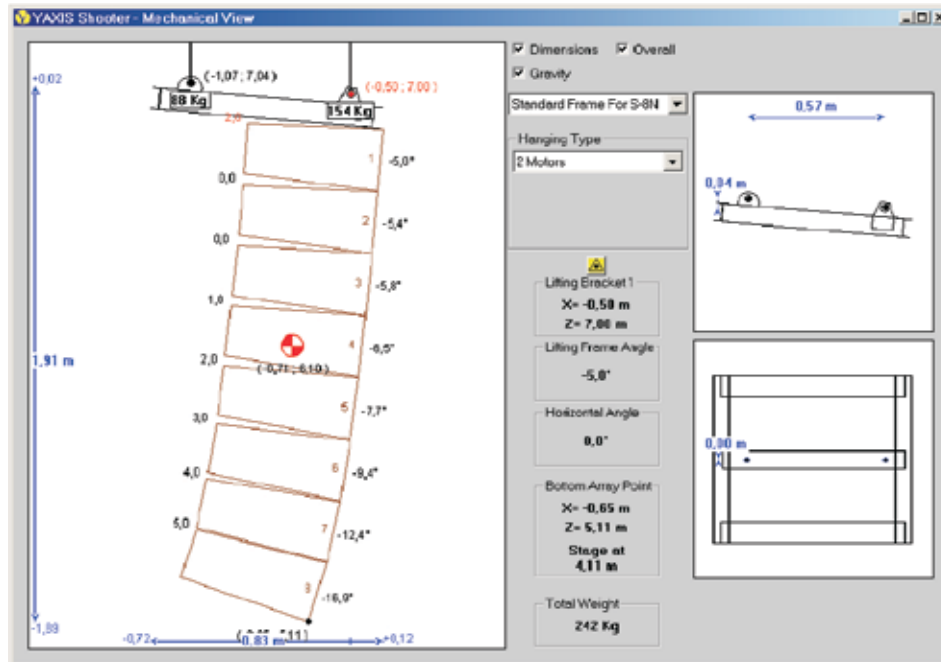 YAXIS Shooter - Mechanical View
Dimensions
Overall
Gravity
Standard Frame For S-8N
Hanging Type
2 Motors
Lifting Bracket 1
X= -0,50 m
Z= 7,00 m
Lifting Frame Angle
-5,0°
Horizontal Angle
0,0°
Bottom Array Point
X= -0,65 m
Z= 5,11 m
Stage at
4,11 m
Total Weight
242 Kg
+0,02
(-1,07 ; 7,04)
(-0,50 ; 7,00)
88 Kg
154 Kg
1
-5,0°
0,0
2
-5,4°
0,0
3
-5,8°
1,0
4
-6,5°
(-0,71 ; 6,10)
2,0
1,91 m
5
-7,7°
3,0
6
-9,4°
4,0
7
-12,4°
5,0
8
-16,9°
-1,89
-0,72
0,83 m
+0,12
0,57 m
0,04 m
0,00 m